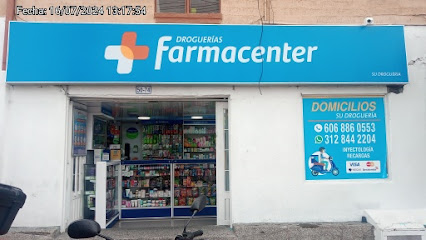 Fecha: 16/07/2024 13:17:54
DROGUERÍAS
farmacenter
SU DROGUERÍA
DOMICILIOS
SU DROGUERÍA
606 886 0553
312 844 2204
INYECTOLOGÍA
RECARGAS
VISA